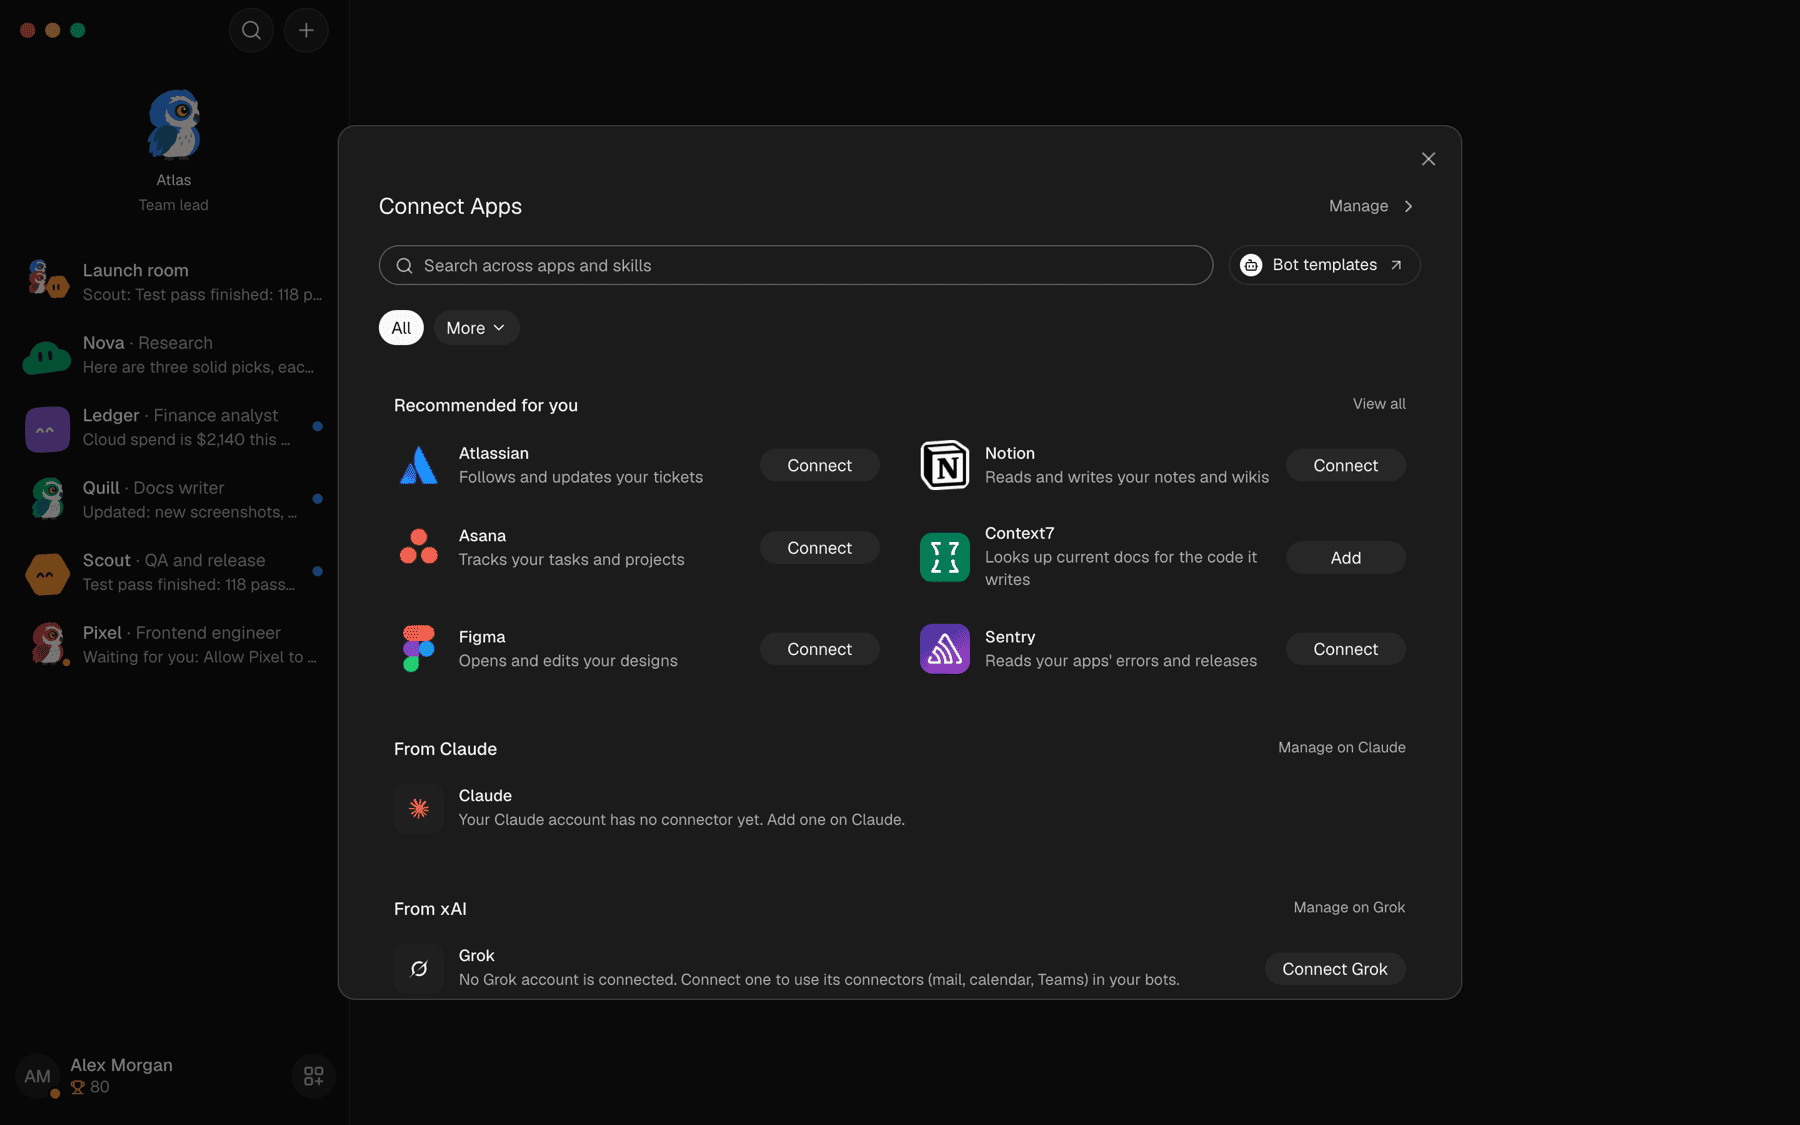 Atlas
Team lead
Launch room
Scout: Test pass finished: 118 p...
Nova · Research
Here are three solid picks, eac...
Ledger · Finance analyst
Cloud spend is $2,140 this ...
Quill · Docs writer
Updated: new screenshots, ...
Scout · QA and release
Test pass finished: 118 pass...
Pixel · Frontend engineer
Waiting for you: Allow Pixel to ...
AM
Alex Morgan
80
Connect Apps
Manage
Search across apps and skills
Bot templates
All
More
Recommended for you
View all
Atlassian
Follows and updates your tickets
Connect
Notion
Reads and writes your notes and wikis
Connect
Asana
Tracks your tasks and projects
Connect
Context7
Looks up current docs for the code it
writes
Add
Figma
Opens and edits your designs
Connect
Sentry
Reads your apps' errors and releases
Connect
From Claude
Manage on Claude
Claude
Your Claude account has no connector yet. Add one on Claude.
From xAI
Manage on Grok
Grok
No Grok account is connected. Connect one to use its connectors (mail, calendar, Teams) in your bots.
Connect Grok